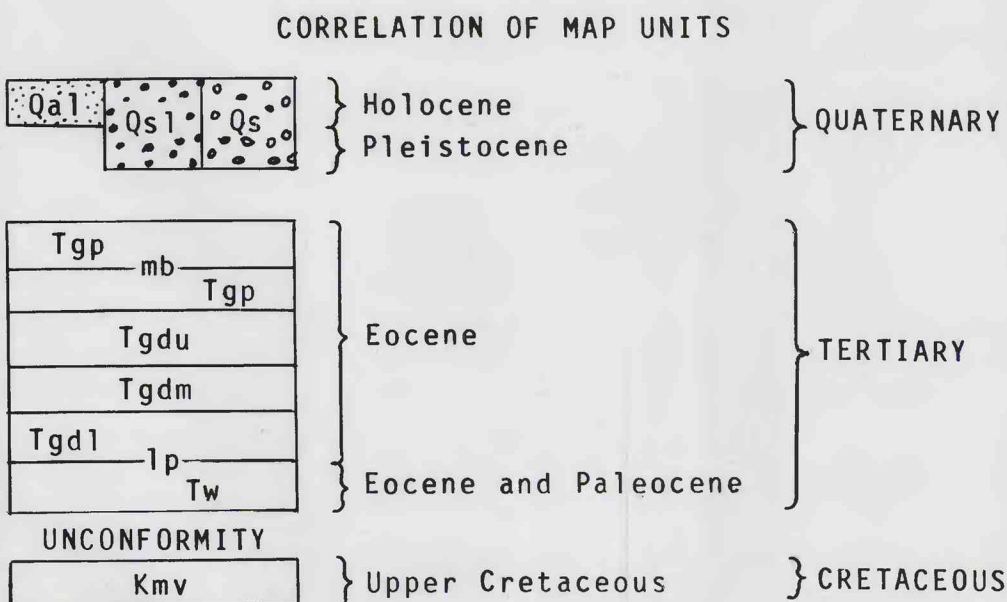 CORRELATION OF MAP UNITS
Qal Qsl Qs Holocene QUATERNARY
Pleistocene
Tgp
mb
Tgp
Tgdu Eocene TERTIARY
Tgdm
Tgdl
lp
Tw Eocene and Paleocene
UNCONFORMITY
Kmv Upper Cretaceous CRETACEOUS